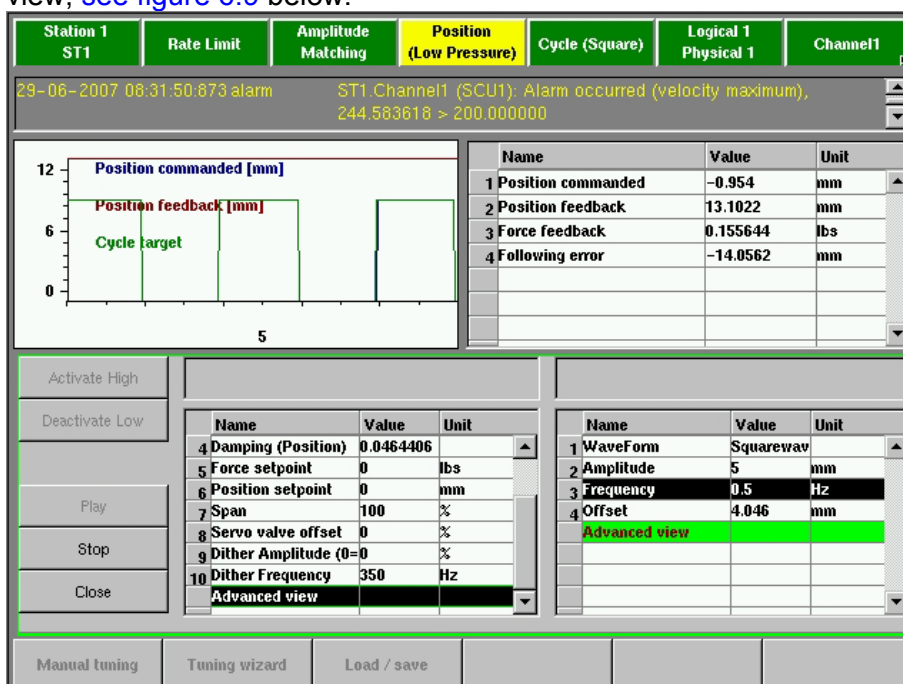 view, see figure 6.9 below.
Station 1
ST1
Rate Limit
Amplitude
Matching
Position
(Low Pressure)
Cycle (Square)
Logical 1
Physical 1
Channel1
29-06-2007 08:31:50:873 alarm
ST1.Channel1 (SCU1): Alarm occurred (velocity maximum),
244.583618 > 200.000000
12
Position commanded [mm]
Position feedback [mm]
6
Cycle target
0
5
Name Value Unit
1 Position commanded -0.954 mm
2 Position feedback 13.1022 mm
3 Force feedback 0.155644 lbs
4 Following error -14.0562 mm
Activate High
Deactivate Low
Play
Stop
Close
Name Value Unit
4 Damping (Position) 0.0464406
5 Force setpoint 0 lbs
6 Position setpoint 0 mm
7 Span 100 %
8 Servo valve offset 0 %
9 Dither Amplitude (0= 0 %
10 Dither Frequency 350 Hz
Advanced view
Name Value Unit
1 WaveForm Squarewav
2 Amplitude 5 mm
3 Frequency 0.5 Hz
4 Offset 4.046 mm
Advanced view
Manual tuning
Tuning wizard
Load / save